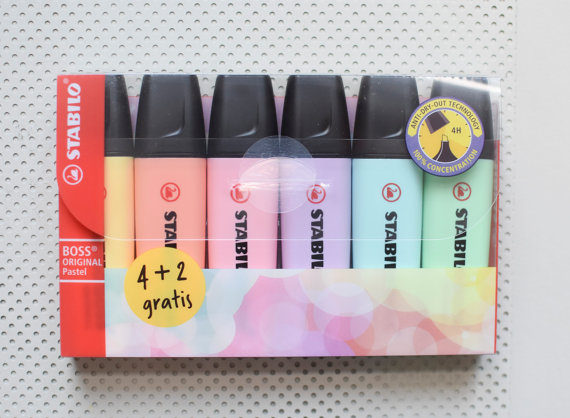 STABILO
BOSS®
ORIGINAL
Pastel
4+2
gratis
ANTI-DRY-OUT TECHNOLOGY
4H
100% CONCENTRATION
STABILO
STABILO
STABILO
STABILO
STABILO